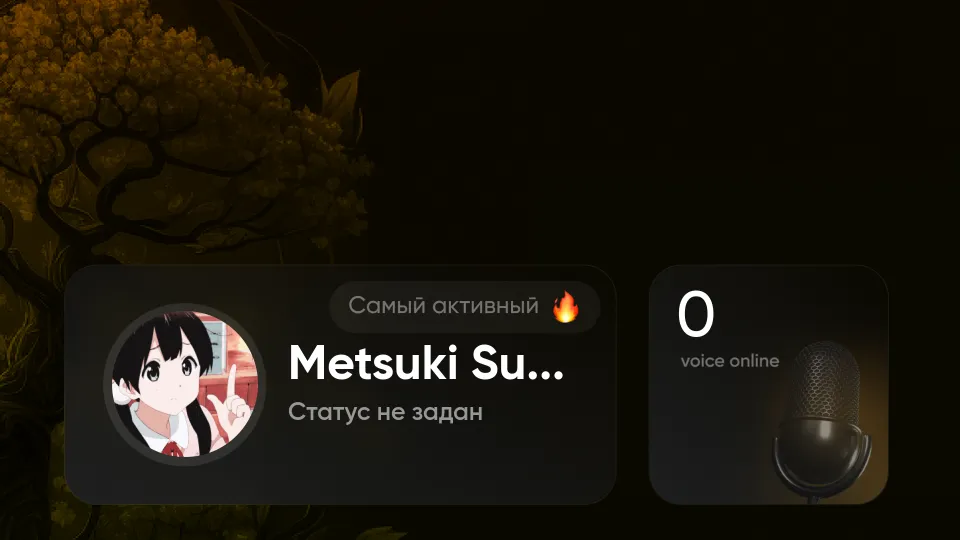 Самый активный 🔥
Metsuki Su...
Статус не задан
0
voice online